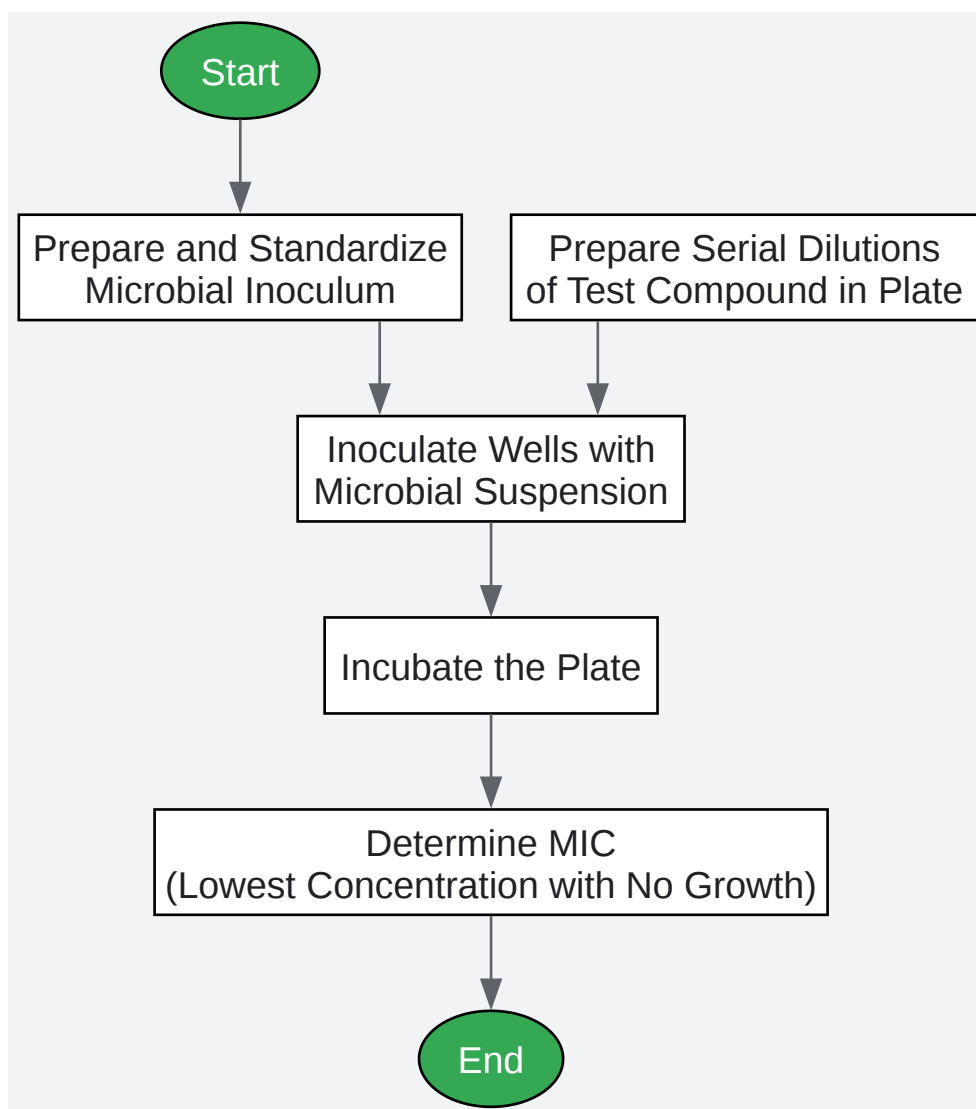 Start
Prepare and Standardize
Microbial Inoculum
Prepare Serial Dilutions
of Test Compound in Plate
Inoculate Wells with
Microbial Suspension
Incubate the Plate
Determine MIC
(Lowest Concentration with No Growth)
End